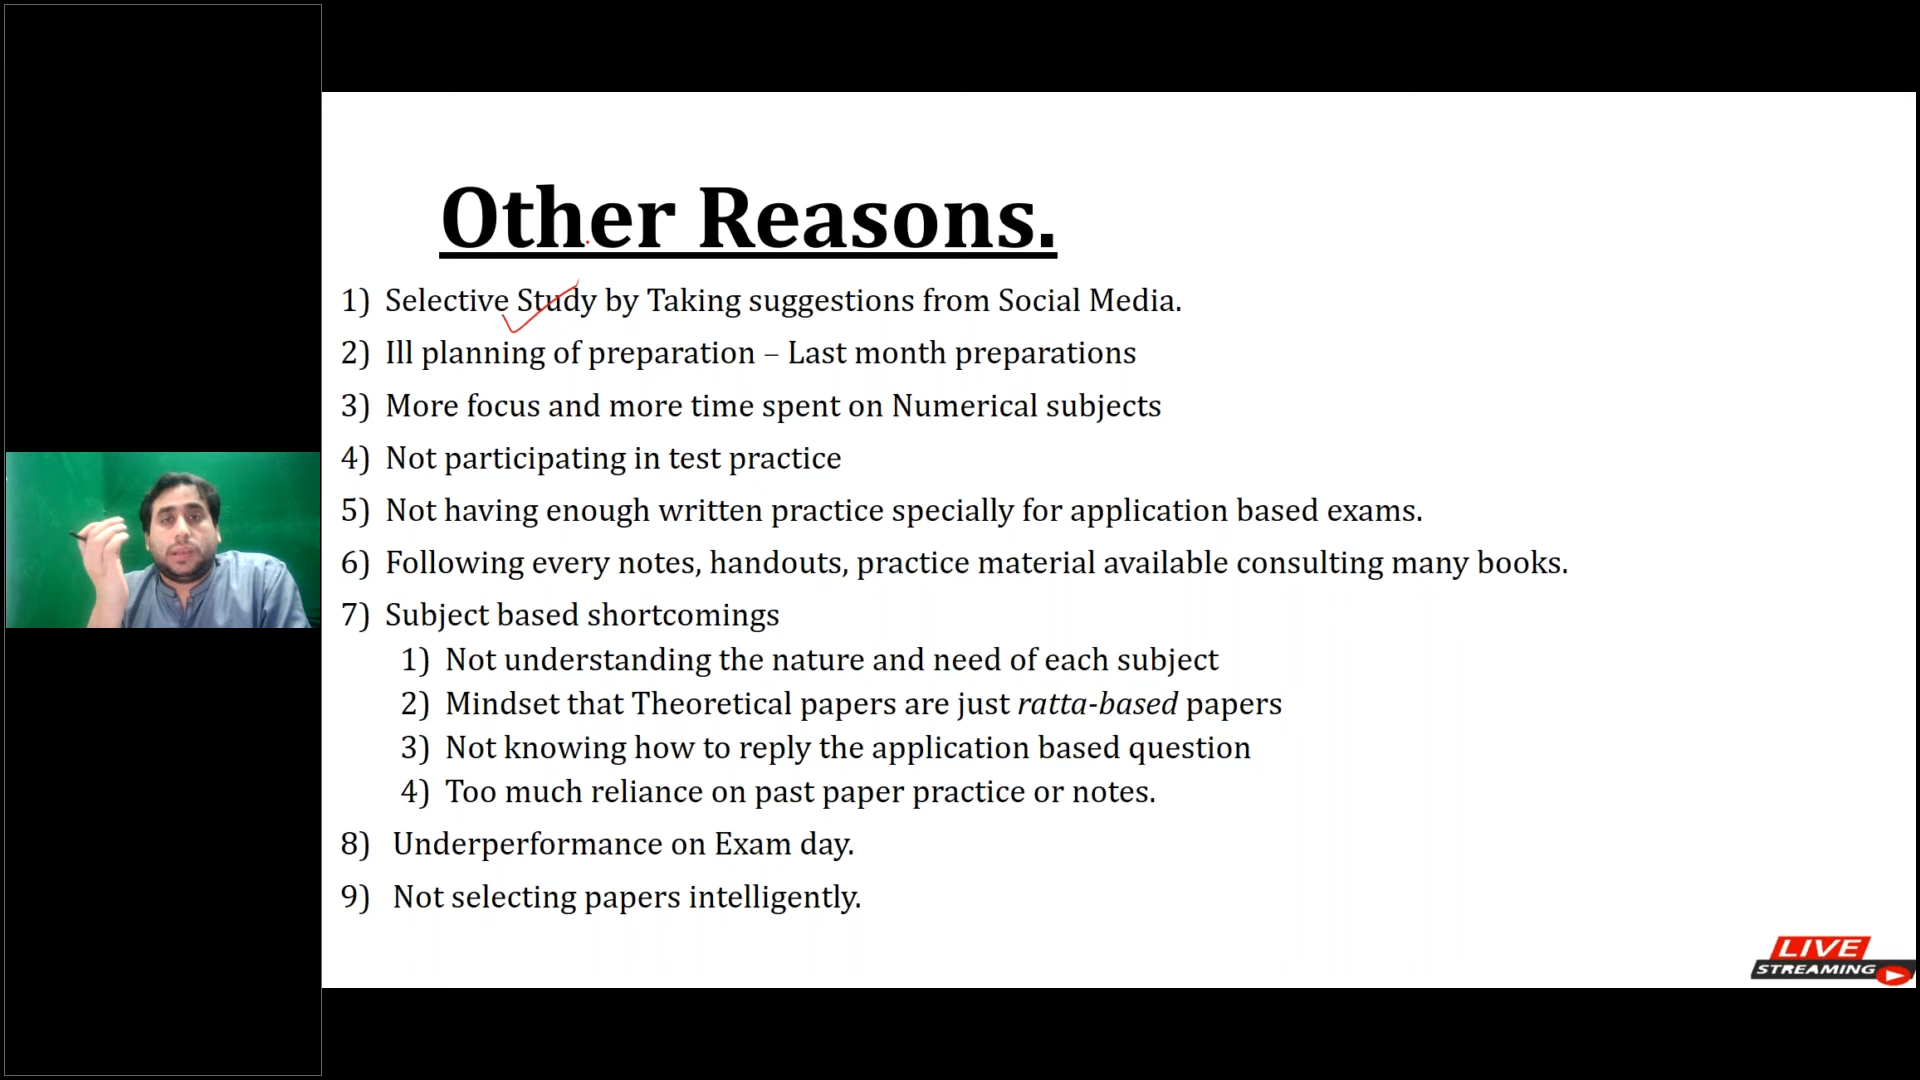 Other Reasons.
1) Selective Study by Taking suggestions from Social Media.
2) Ill planning of preparation – Last month preparations
3) More focus and more time spent on Numerical subjects
4) Not participating in test practice
5) Not having enough written practice specially for application based exams.
6) Following every notes, handouts, practice material available consulting many books.
7) Subject based shortcomings
1) Not understanding the nature and need of each subject
2) Mindset that Theoretical papers are just ratta-based papers
3) Not knowing how to reply the application based question
4) Too much reliance on past paper practice or notes.
8) Underperformance on Exam day.
9) Not selecting papers intelligently.
LIVE
STREAMING